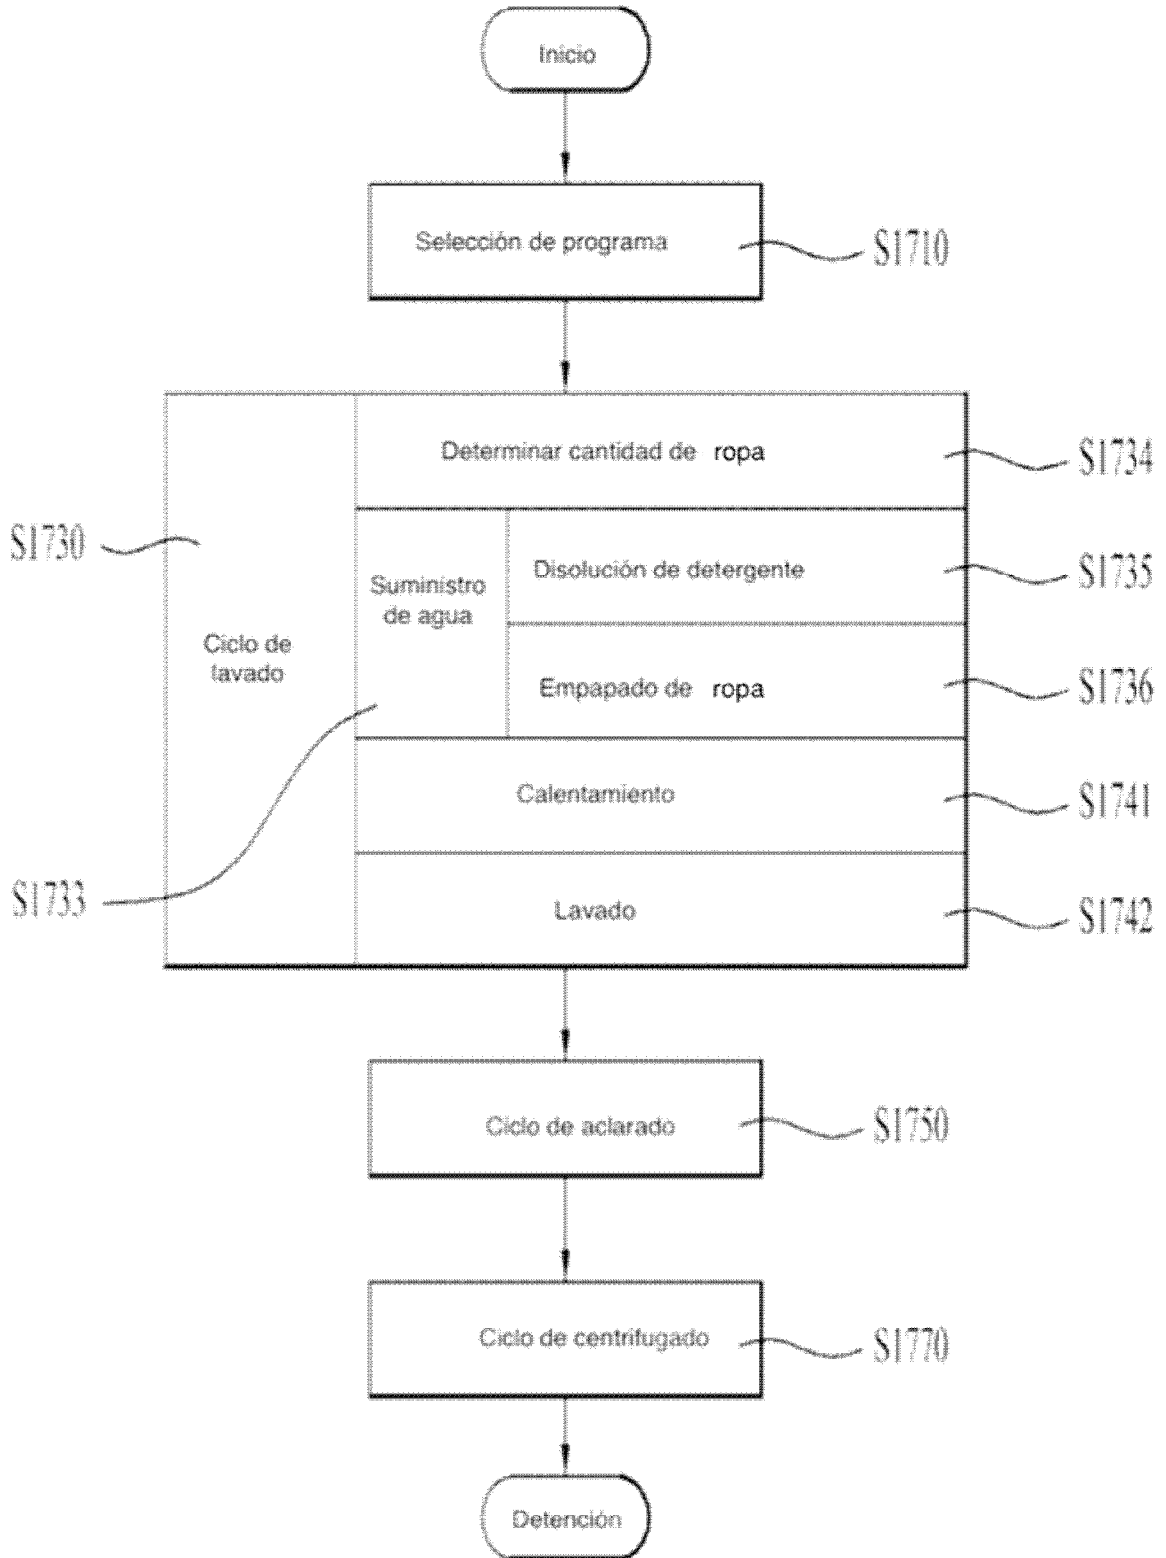 Inicio
Selección de programa
S1710
Determinar cantidad de ropa
S1734
S1730
Ciclo de
lavado
Suministro
de agua
Disolución de detergente
S1735
Empapado de ropa
S1736
Calentamiento
S1741
S1733
Lavado
S1742
Ciclo de aclarado
S1750
Ciclo de centrifugado
S1770
Detención